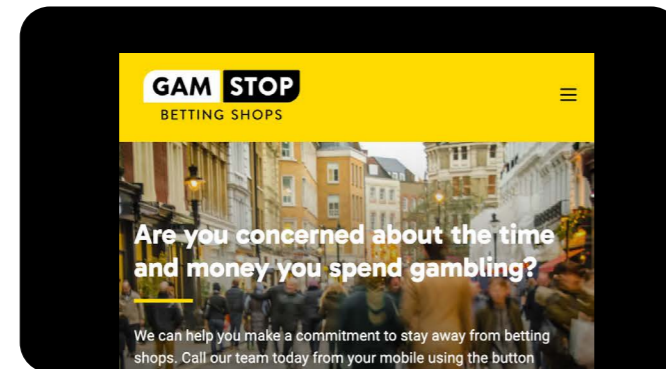 GAM STOP
BETTING SHOPS
Are you concerned about the time
and money you spend gambling?
We can help you make a commitment to stay away from betting
shops. Call our team today from your mobile using the button